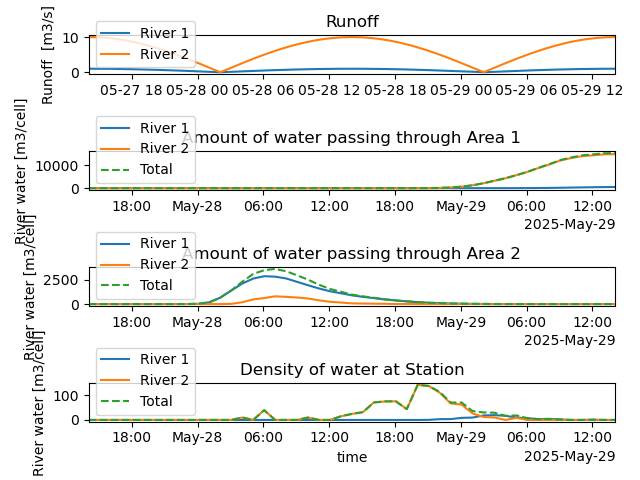 Runoff
Runoff  [m3/s]
10
0
River 1
River 2
05-27 18 05-28 00 05-28 06 05-28 12 05-28 18 05-29 00 05-29 06 05-29 12
Amount of water passing through Area 1
River water [m3/cell]
10000
0
River 1
River 2
Total
18:00 May-28 06:00 12:00 18:00 May-29 06:00 12:00
2025-May-29
Amount of water passing through Area 2
River water [m3/cell]
2500
0
River 1
River 2
Total
18:00 May-28 06:00 12:00 18:00 May-29 06:00 12:00
2025-May-29
Density of water at Station
River water [m3/cell]
100
0
River 1
River 2
Total
18:00 May-28 06:00 12:00 18:00 May-29 06:00 12:00
time
2025-May-29